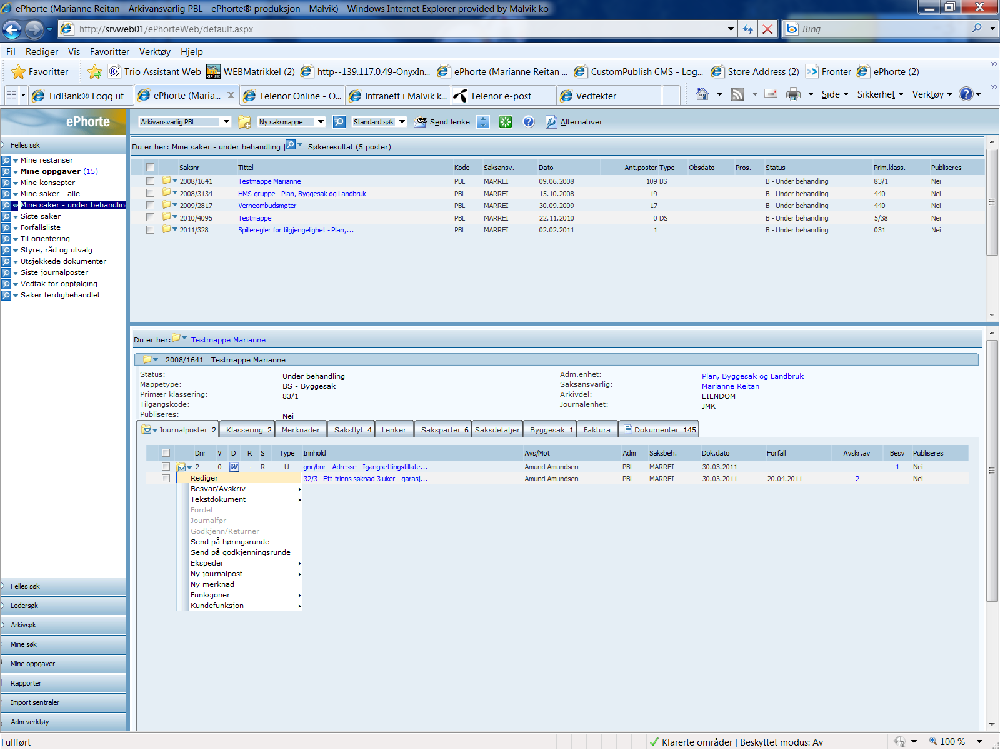 ePhorte (Marianne Reitan - Arkivansvarlig PBL - ePhorte® produksjon - Malvik) - Windows Internet Explorer provided by Malvik ko
http://srvweb01/ePhorteWeb/default.aspx
Bing
Fil Rediger Vis Favoritter Verktøy Hjelp
Favoritter Trio Assistant Web WEBMatrikkel (2) http--139.117.0.49-OnyxIn... ePhorte (Marianne Reitan ... CustomPublish CMS - Log... Store Address (2) Fronter ePhorte (2)
TidBank® Logg ut ePhorte (Maria... Telenor Online - O... Intranett i Malvik k... Telenor e-post Vedtekter Side Sikkerhet Verktøy
ePhorte
Arkivansvarlig PBL Ny saksmappe Standard søk Send lenke Alternativer
Felles søk
Mine restanser
Mine oppgaver (15)
Mine konsepter
Mine saker - alle
Mine saker - under behandling
Siste saker
Forfallsliste
Til orientering
Styre, råd og utvalg
Utsjekkede dokumenter
Siste journalposter
Vedtak for oppfølging
Saker ferdigbehandlet
Felles søk
Ledersøk
Arkivsøk
Mine søk
Mine oppgaver
Rapporter
Import sentraler
Adm verktøy
Du er her: Mine saker - under behandling | Søkeresultat (5 poster)
Saksnr Tittel Kode Saksansv. Dato Ant.poster Type Obsdato Pros. Status Prim.klass. Publiseres
2008/1641 Testmappe Marianne PBL MARREI 09.06.2008 109 BS B - Under behandling 83/1 Nei
2008/3134 HMS-gruppe - Plan, Byggesak og Landbruk PBL MARREI 15.10.2008 19 B - Under behandling 440 Nei
2009/2817 Verneombudsmøter PBL MARREI 30.09.2009 17 B - Under behandling 440 Nei
2010/4095 Testmappe PBL MARREI 22.11.2010 0 DS B - Under behandling 5/38 Nei
2011/328 Spilleregler for tilgjengelighet - Plan,... PBL MARREI 02.02.2011 1 B - Under behandling 031 Nei
Du er her: Testmappe Marianne
2008/1641 Testmappe Marianne
Status: Under behandling Adm.enhet: Plan, Byggesak og Landbruk
Mappetype: BS - Byggesak Saksansvarlig: Marianne Reitan
Primær klassering: 83/1 Arkivdel: EIENDOM
Tilgangskode: Journalenhet: JMK
Publiseres: Nei
Journalposter 2 Klassering 2 Merknader Saksflyt 4 Lenker Saksparter 6 Saksdetaljer Byggesak 1 Faktura Dokumenter 145
Dnr V D R S Type Innhold Avs/Mot Adm Saksbeh. Dok.dato Forfall Avskr.av Besv Publiseres
2 0 W R U gnr/bnr - Adresse - Igangsettingstillate... Amund Amundsen PBL MARREI 30.03.2011 1 Nei
32/3 - Ett-trinns søknad 3 uker - garasj... Amund Amundsen PBL MARREI 30.03.2011 20.04.2011 2 Nei
Rediger
Besvar/Avskriv
Tekstdokument
Fordel
Journalfør
Godkjenn/Returner
Send på høringsrunde
Send på godkjenningsrunde
Ekspeder
Ny journalpost
Ny merknad
Funksjoner
Kundefunksjon
Fullført Klarerte områder | Beskyttet modus: Av 100 %